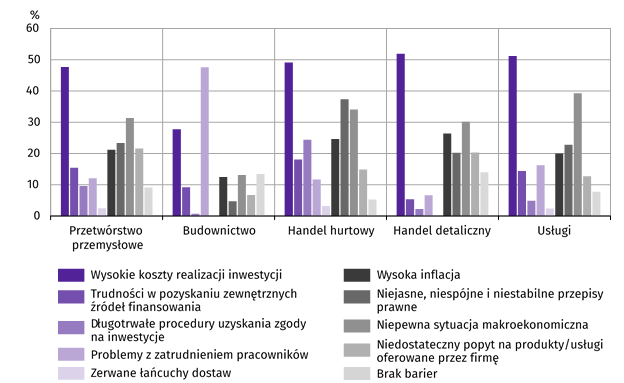 %
60
50
40
30
20
10
0
Przetwórstwo
przemysłowe
Budownictwo
Handel hurtowy
Handel detaliczny
Usługi
Wysokie koszty realizacji inwestycji
Trudności w pozyskaniu zewnętrznych
źródeł finansowania
Długotrwałe procedury uzyskania zgody
na inwestycje
Problemy z zatrudnieniem pracowników
Zerwane łańcuchy dostaw
Wysoka inflacja
Niejasne, niespójne i niestabilne przepisy
prawne
Niepewna sytuacja makroekonomiczna
Niedostateczny popyt na produkty/usługi
oferowane przez firmę
Brak barier